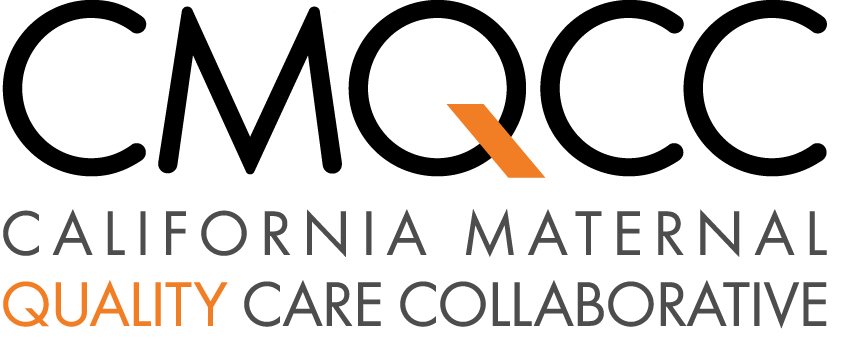 CMQCC
CALIFORNIA MATERNAL
QUALITY CARE COLLABORATIVE